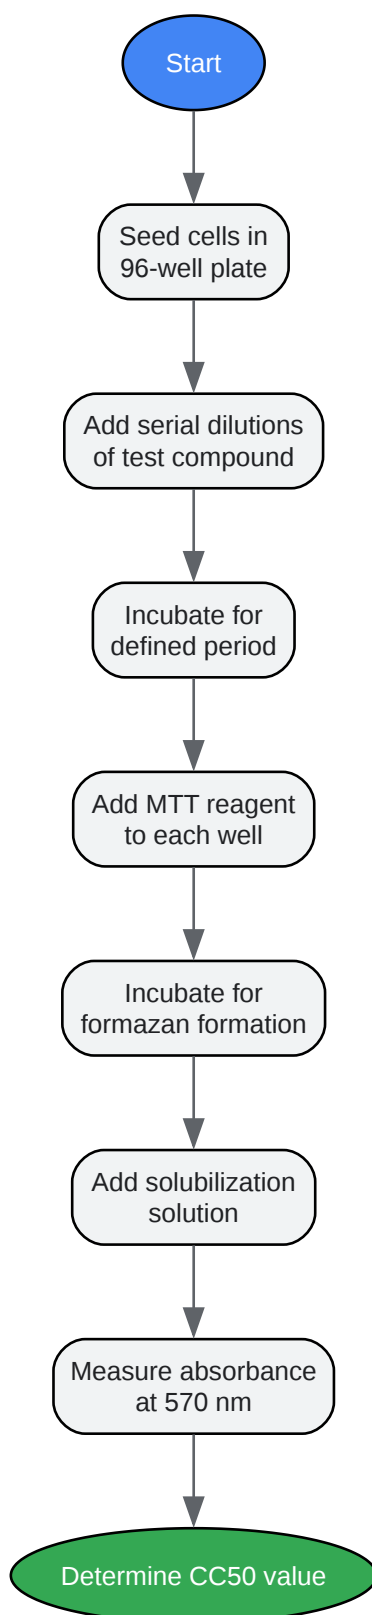 Start
Seed cells in
96-well plate
Add serial dilutions
of test compound
Incubate for
defined period
Add MTT reagent
to each well
Incubate for
formazan formation
Add solubilization
solution
Measure absorbance
at 570 nm
Determine CC50 value